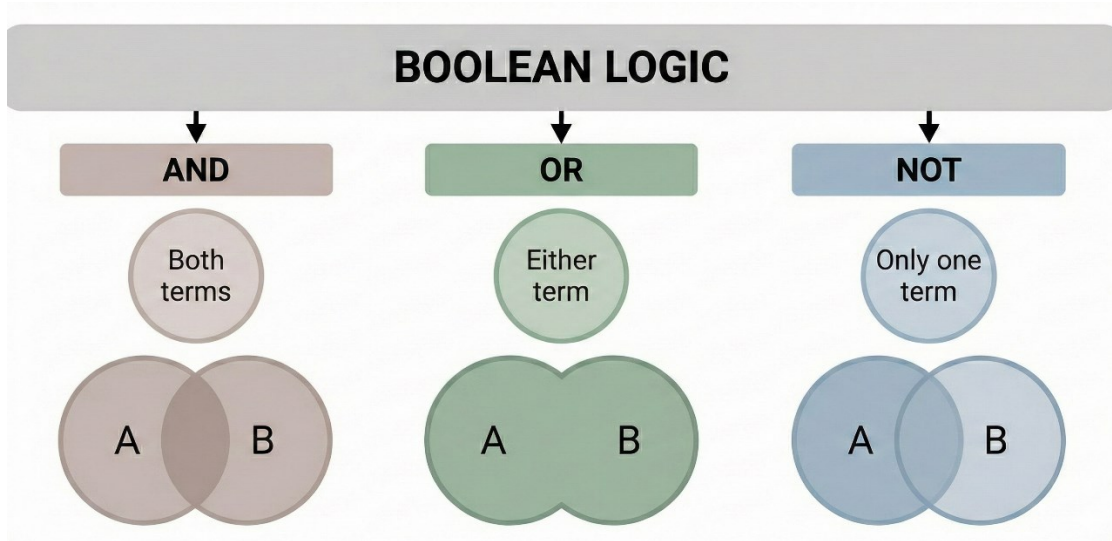 BOOLEAN LOGIC
AND
OR
NOT
Both
terms
Either
term
Only one
term
A
B
A
B
A
B